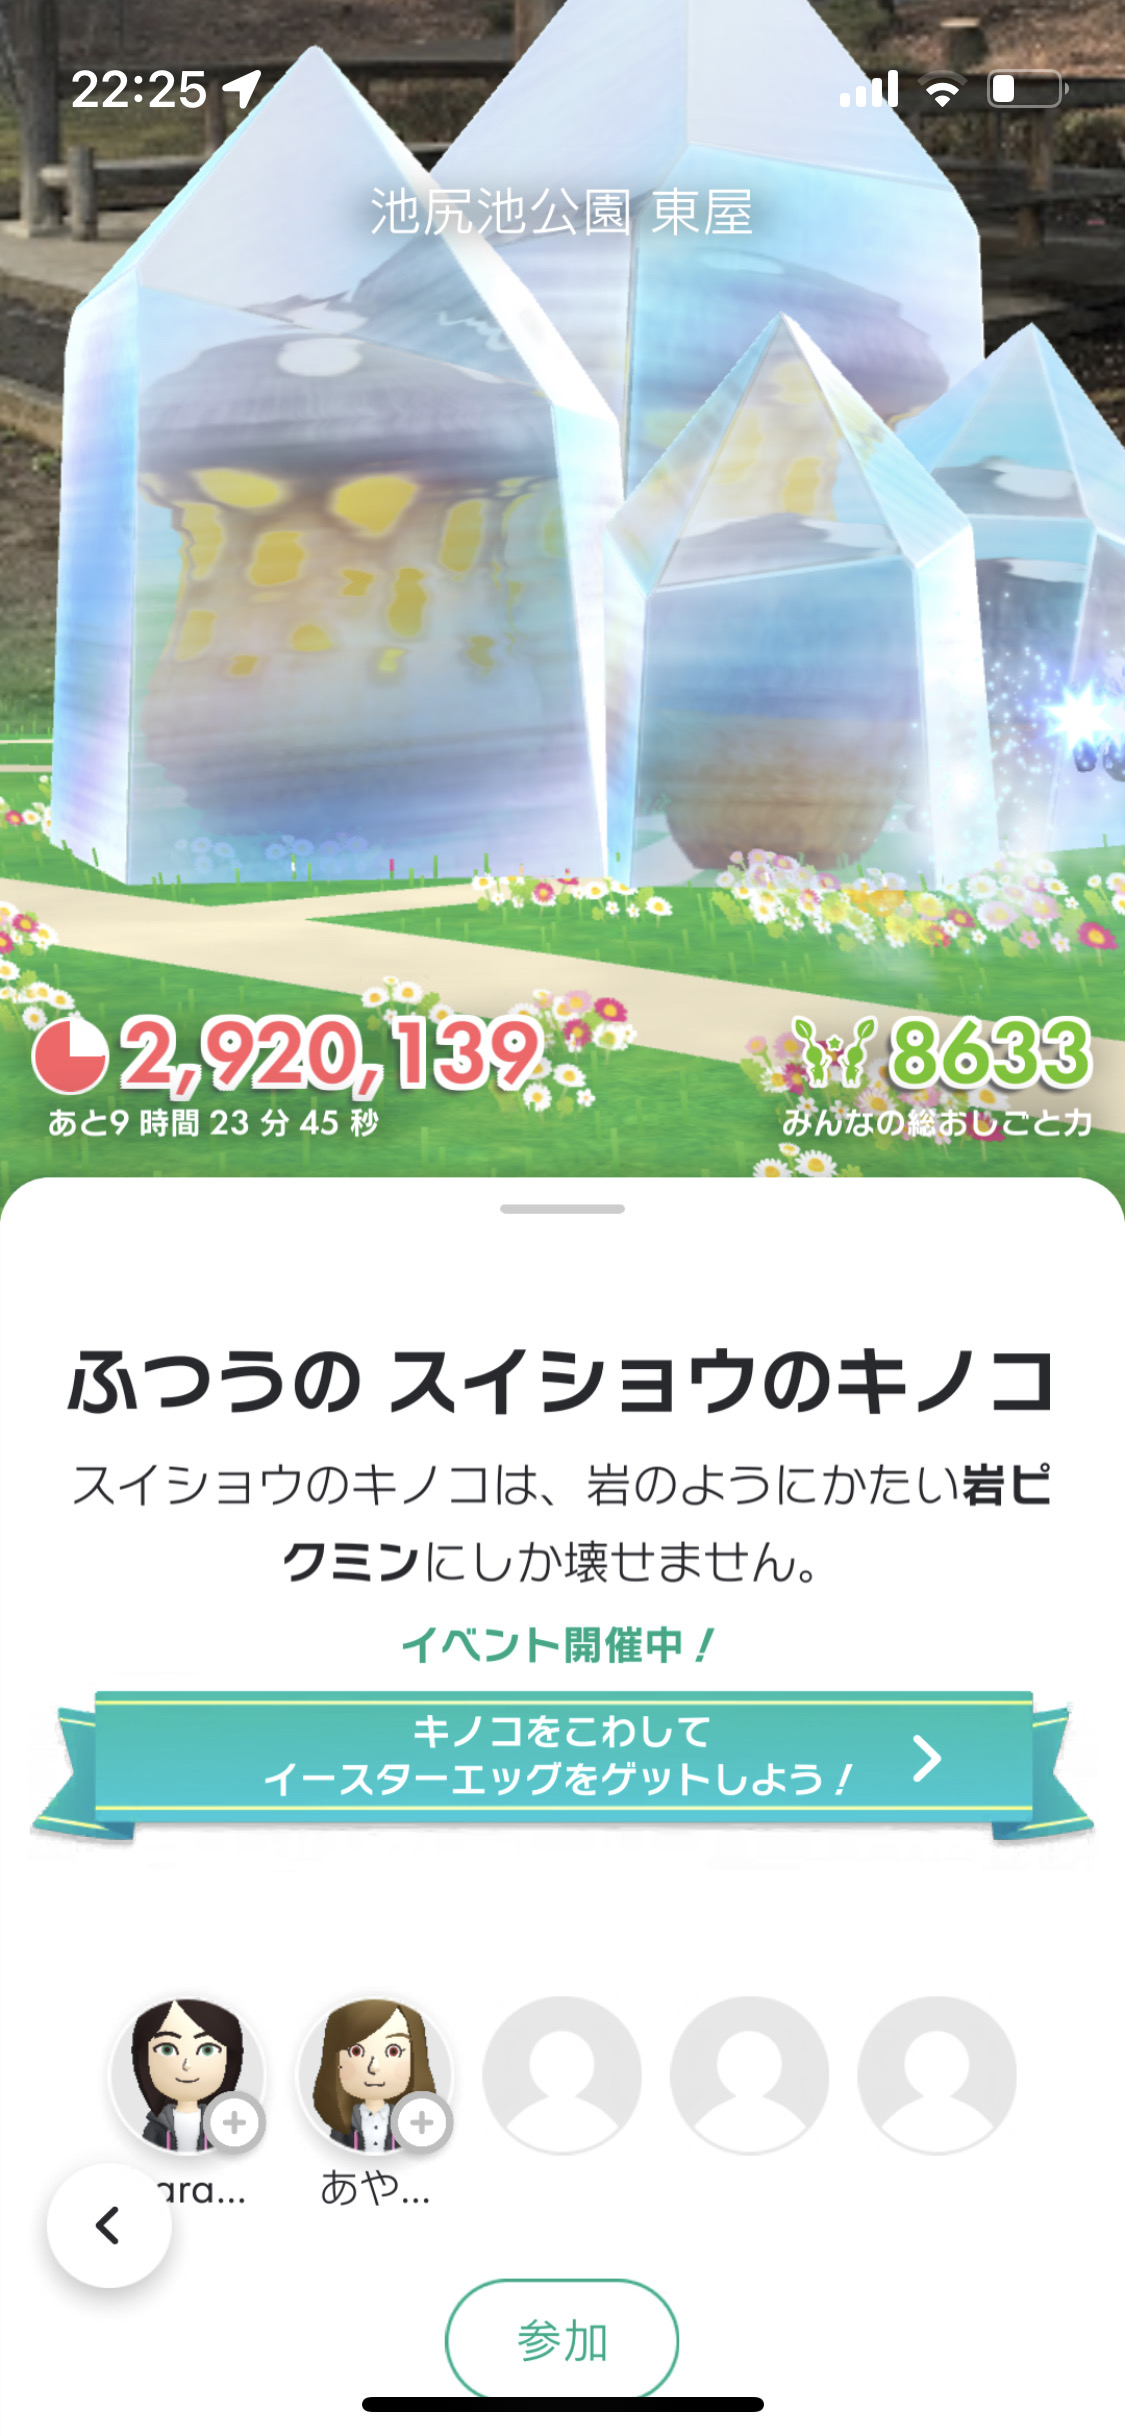 22:25
池尻池公園 東屋
2,920,139
あと9 時間 23 分 45 秒
8633
みんなの総おしごと力
ふつうの スイショウのキノコ
スイショウのキノコは、岩のようにかたい岩ピ
クミンにしか壊せません。
イベント開催中！
キノコをこわして
イースターエッグをゲットしよう！
ara...
あや...
参加